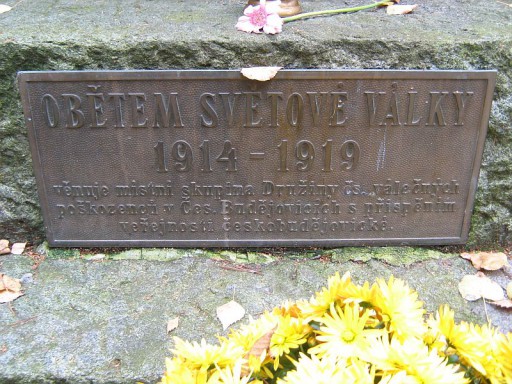 OBĚTEM SVĚTOVÉ VÁLKY
1914 - 1919
věnuje místní skupina Družiny čs. válečných
poškozenců v Čes. Budějovicích s přispěním
veřejnosti českobudějovické.